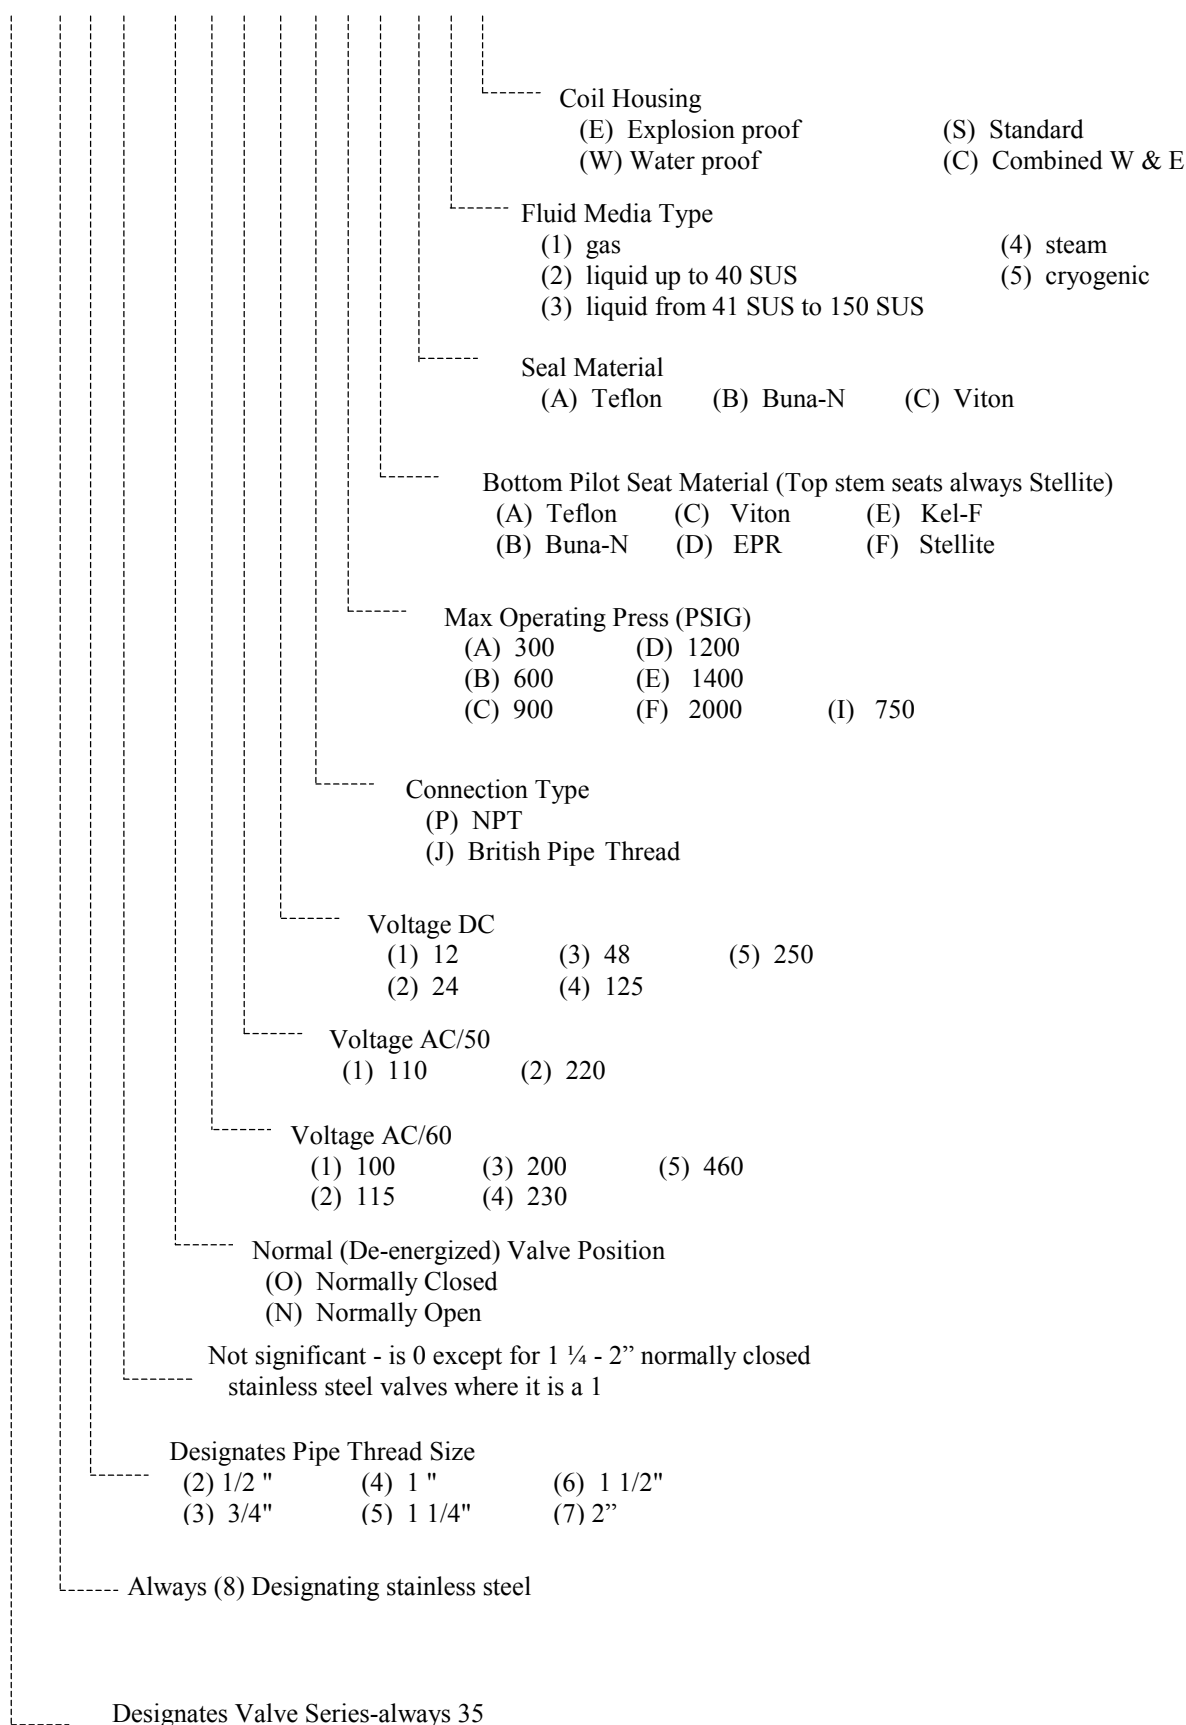 Coil Housing
(E) Explosion proof (S) Standard
(W) Water proof (C) Combined W & E
Fluid Media Type
(1) gas (4) steam
(2) liquid up to 40 SUS (5) cryogenic
(3) liquid from 41 SUS to 150 SUS
Seal Material
(A) Teflon (B) Buna-N (C) Viton
Bottom Pilot Seat Material (Top stem seats always Stellite)
(A) Teflon (C) Viton (E) Kel-F
(B) Buna-N (D) EPR (F) Stellite
Max Operating Press (PSIG)
(A) 300 (D) 1200
(B) 600 (E) 1400
(C) 900 (F) 2000 (I) 750
Connection Type
(P) NPT
(J) British Pipe Thread
Voltage DC
(1) 12 (3) 48 (5) 250
(2) 24 (4) 125
Voltage AC/50
(1) 110 (2) 220
Voltage AC/60
(1) 100 (3) 200 (5) 460
(2) 115 (4) 230
Normal (De-energized) Valve Position
(O) Normally Closed
(N) Normally Open
Not significant - is 0 except for 1 ¼ - 2” normally closed
stainless steel valves where it is a 1
Designates Pipe Thread Size
(2) 1/2 " (4) 1 " (6) 1 1/2"
(3) 3/4" (5) 1 1/4" (7) 2”
Always (8) Designating stainless steel
Designates Valve Series-always 35